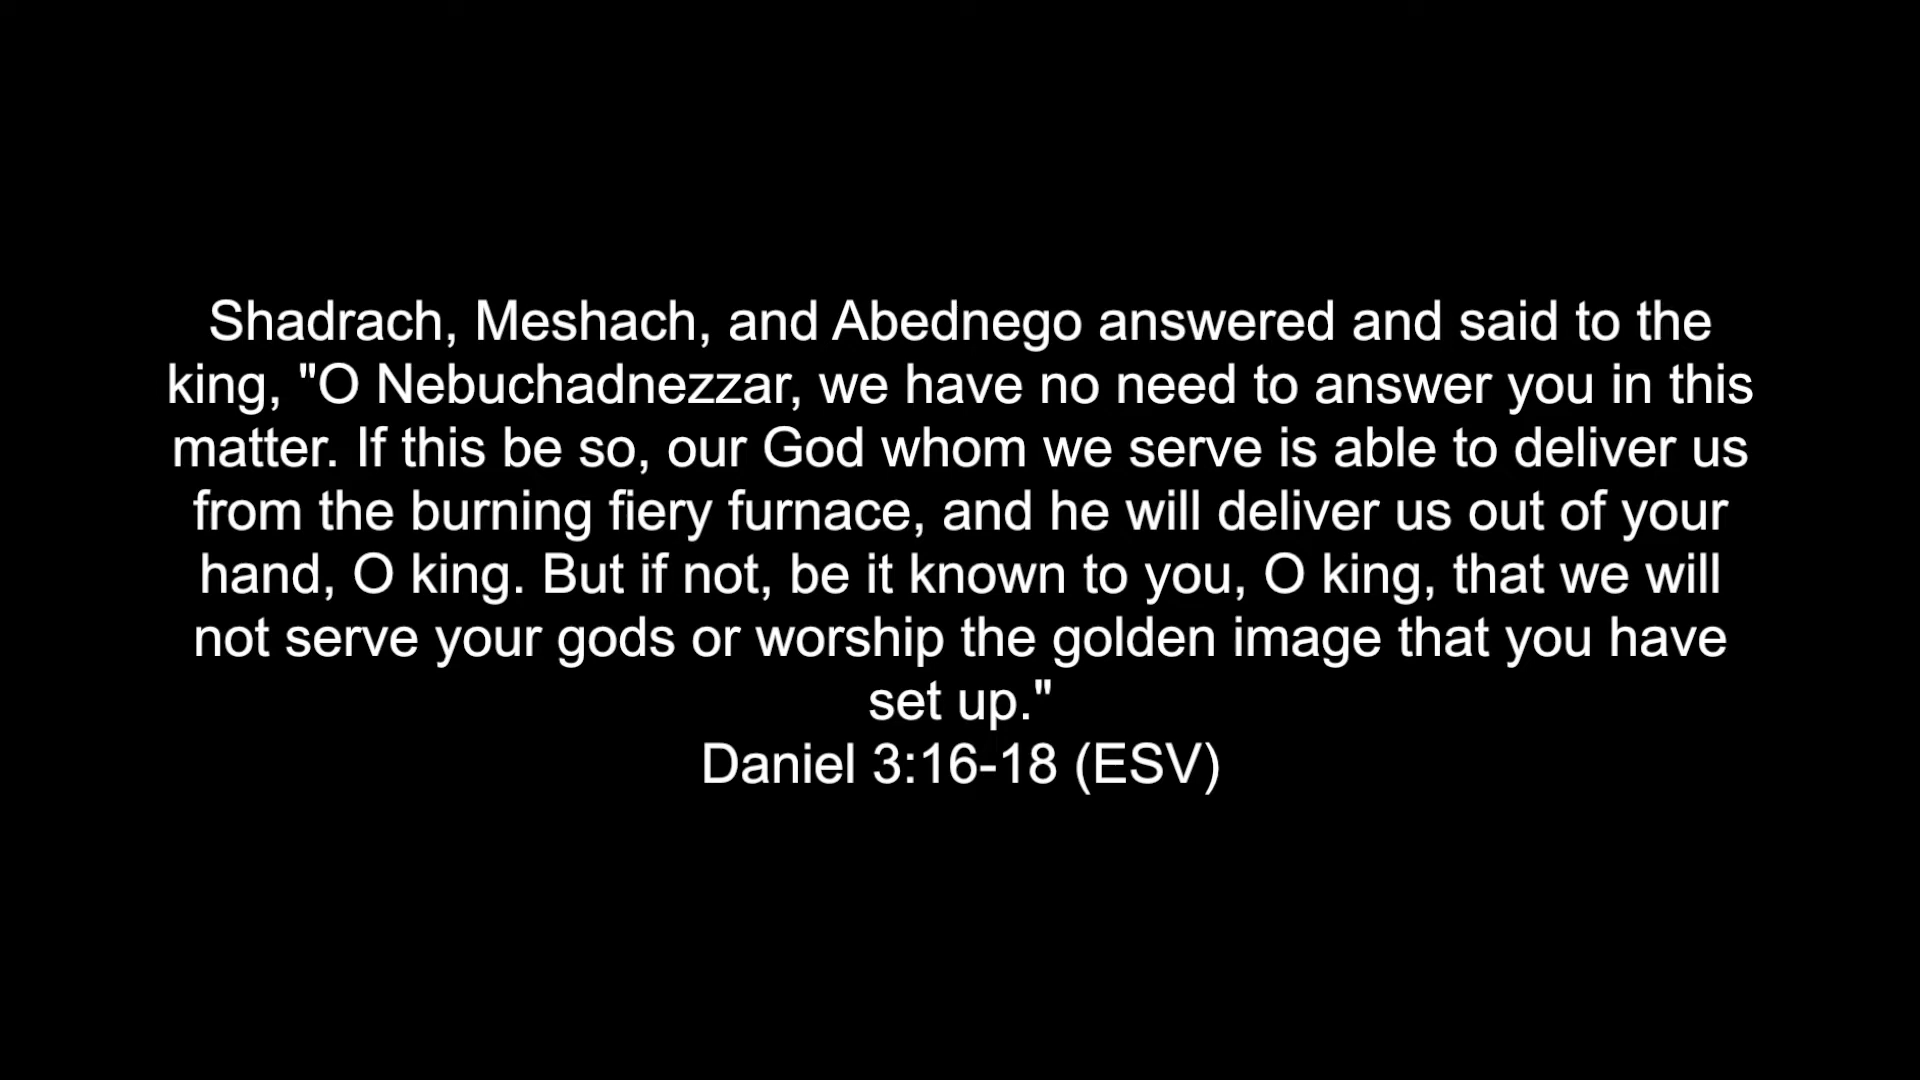 Shadrach, Meshach, and Abednego answered and said to the
king, "O Nebuchadnezzar, we have no need to answer you in this
matter. If this be so, our God whom we serve is able to deliver us
from the burning fiery furnace, and he will deliver us out of your
hand, O king. But if not, be it known to you, O king, that we will
not serve your gods or worship the golden image that you have
set up."
Daniel 3:16-18 (ESV)